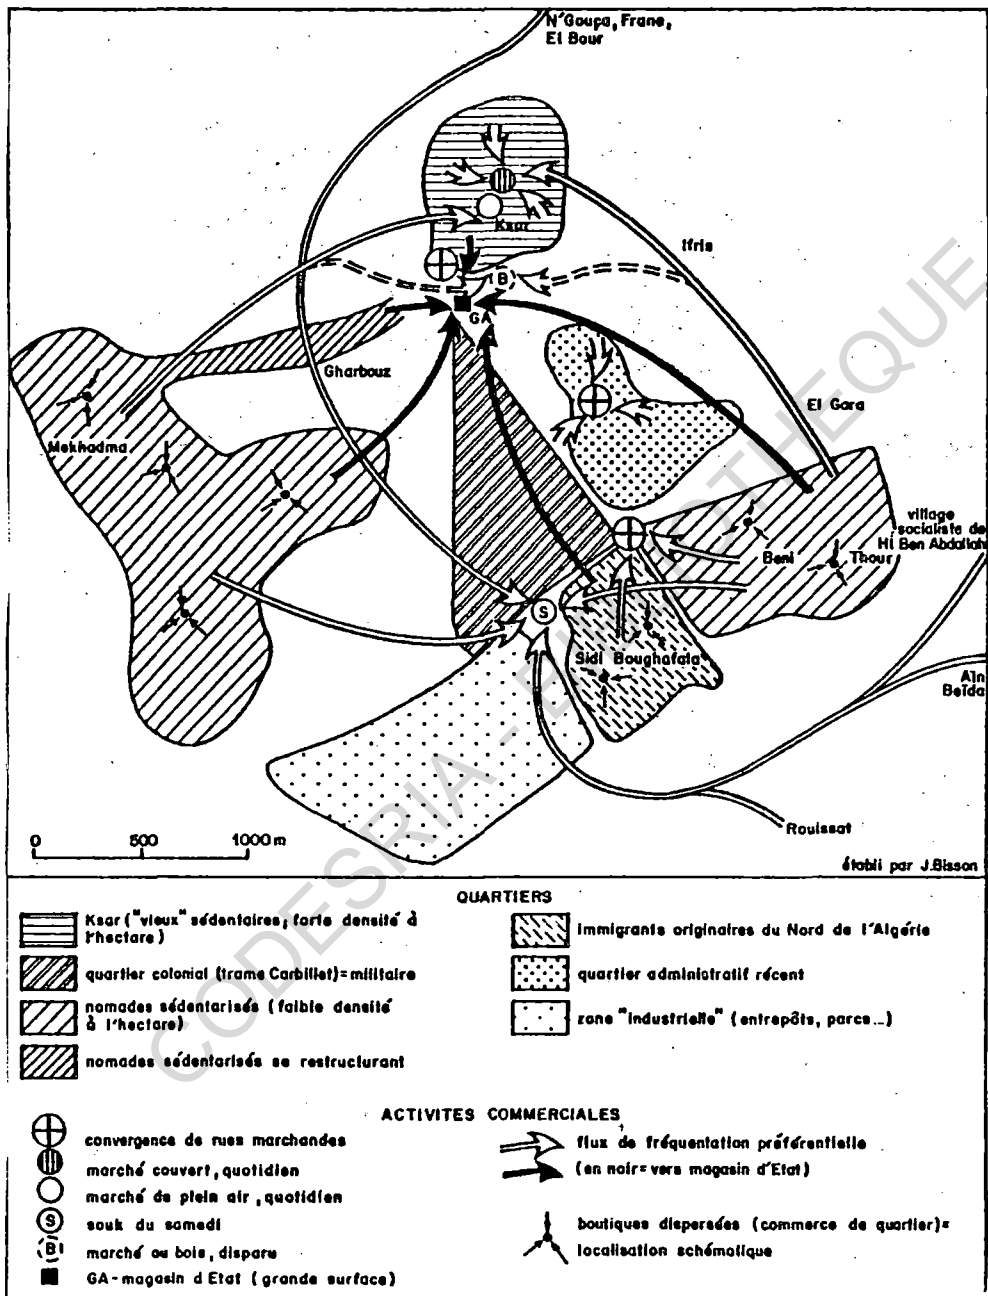 N'Gouça, Frane,
El Bour
Ksar
Ifris
B
GA
Gharbouz
El Gara
Mekhadma
village
socialiste de
Hi Ben Abdallah
Beni Thour
S
Sidi Boughafala
Aïn
Beïda
Rouissat
0 500 1000 m
établi par J.Bisson
QUARTIERS
Ksar ("vieux" sédentaires, forte densité à
l'hectare)
quartier colonial (trame Carbillet)= militaire
nomades sédentarisés (faible densité
à l'hectare)
nomades sédentarisés se restructurant
immigrants originaires du Nord de l'Algérie
quartier administratif récent
zone "industrielle" (entrepôts, parcs...)
ACTIVITES COMMERCIALES
convergence de rues marchandes
marché couvert, quotidien
marché de plein air, quotidien
S souk du samedi
B marché au bois, disparu
GA-magasin d'Etat (grande surface)
flux de fréquentation préférentielle
(en noir= vers magasin d'Etat)
boutiques dispersées (commerce de quartier)=
localisation schématique